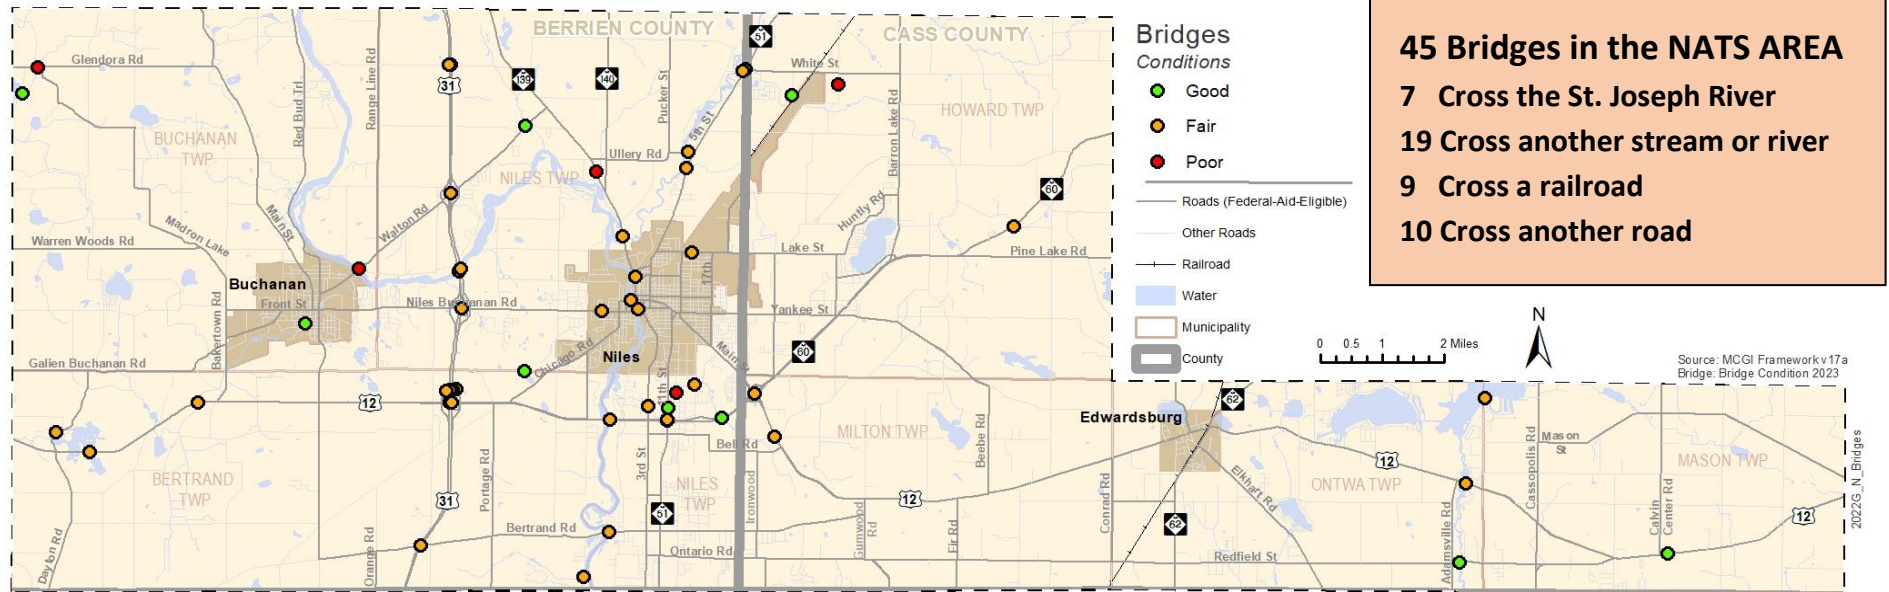 BERRIEN COUNTY
CASS COUNTY
51
Glendora Rd
Red Bud Trl
Range Line Rd
31
139
140
Pucker St
5th St
White St
Barron Lake Rd
HOWARD TWP
BUCHANAN
TWP
NILES TWP
Ullery Rd
60
Madron Lake
Main St
Walton Rd
Huntly Rd
Warren Woods Rd
Lake St
Pine Lake Rd
17th
Buchanan
Front St
Niles Buchanan Rd
Yankee St
Bakertown Rd
Niles
Chicago Rd
Main St
60
Galien Buchanan Rd
12
11th St
Bell Rd
MILTON TWP
Beebe Rd
Edwardsburg
62
BERTRAND
TWP
Portage Rd
3rd St
NILES
TWP
Ironwood
12
Conrad Rd
Elkhart Rd
ONTWA TWP
12
Cassopolis Rd
Mason
St
MASON TWP
31
51
62
Dayton Rd
Orange Rd
Bertrand Rd
Ontario Rd
Gumwood
Rd
Fir Rd
Redfield St
Adamsville Rd
Calvin
Center Rd
12
Bridges
Conditions
Good
Fair
Poor
Roads (Federal-Aid-Eligible)
Other Roads
Railroad
Water
Municipality
County
45 Bridges in the NATS AREA
7 Cross the St. Joseph River
19 Cross another stream or river
9 Cross a railroad
10 Cross another road
0 0.5 1 2 Miles
N
Source: MCGI Framework v17a
Bridge: Bridge Condition 2023
2022G_N_Bridges